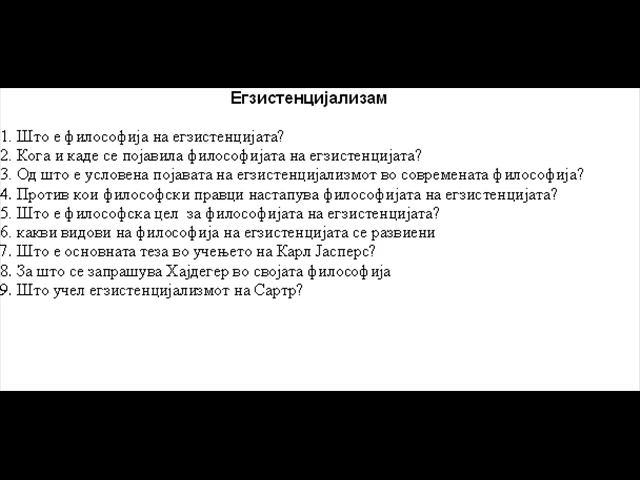 Егзистенцијализам
1. Што е философија на егзистенцијата?
2. Кога и каде се појавила философијата на егзистенцијата?
3. Од што е условена појавата на егзистенцијализмот во современата философија?
4. Против кои философски правци настапува философијата на егзистенцијата?
5. Што е философска цел за философијата на егзистенцијата?
6. какви видови на философија на егзистенцијата се развиени
7. Што е основната теза во учењето на Карл Јасперс?
8. За што се запрашува Хајдегер во својата философија
9. Што учел егзистенцијализмот на Сартр?